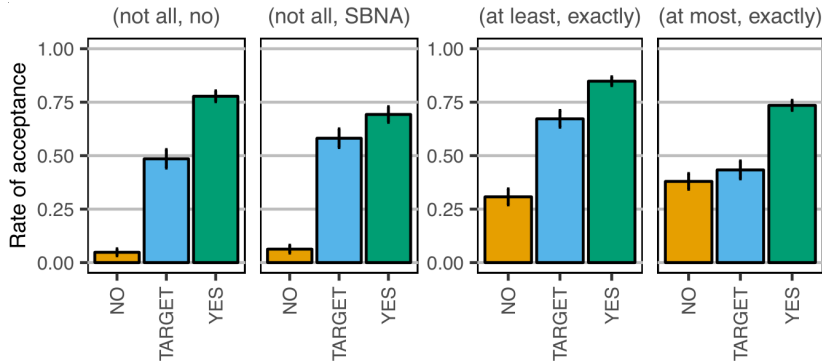 (not all, no) (not all, SBNA) (at least, exactly) (at most, exactly)
Rate of acceptance
1.00 1.00
0.75 0.75
0.50 0.50
0.25 0.25
0.00 0.00
NO TARGET YES NO TARGET YES NO TARGET YES NO TARGET YES